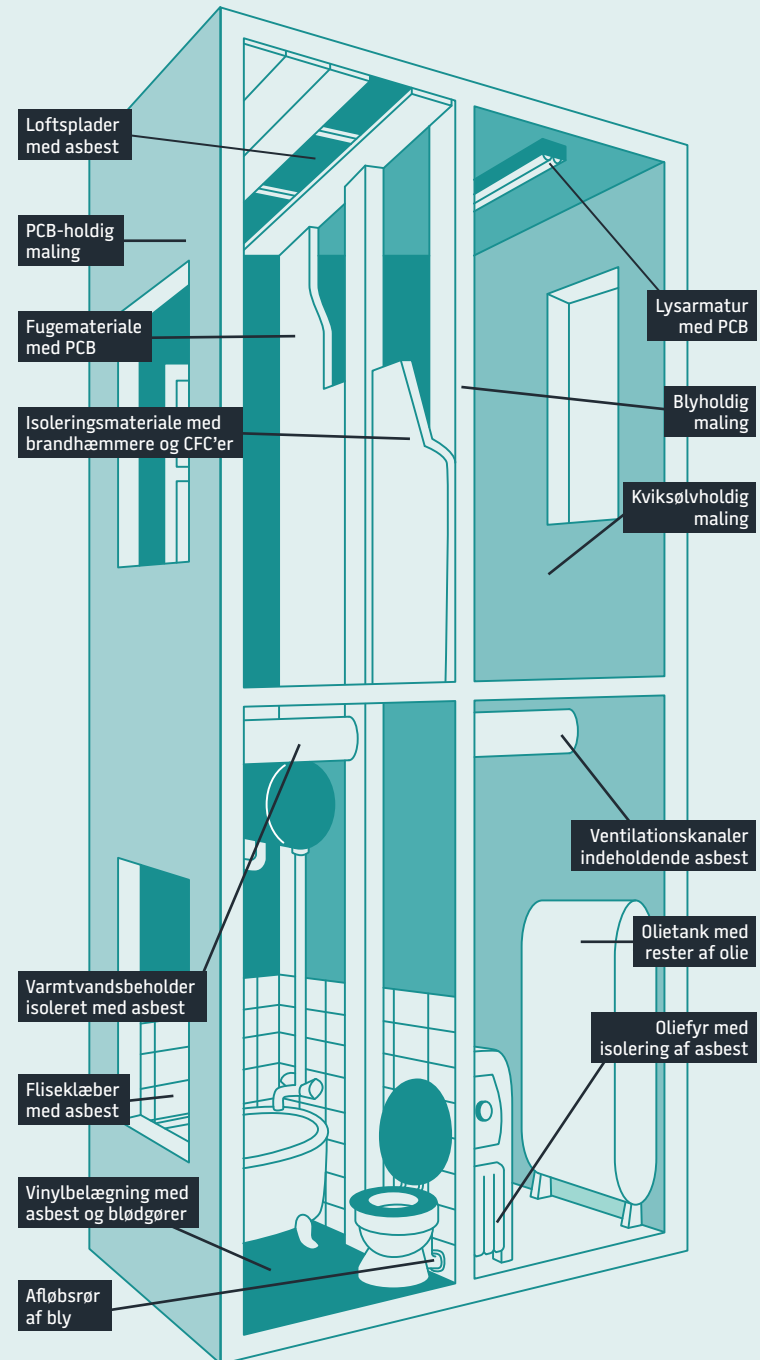 Loftsplader
med asbest
PCB-holdig
maling
Fugemateriale
med PCB
Isoleringsmateriale med
brandhæmmere og CFC'er
Lysarmatur
med PCB
Blyholdig
maling
Kviksølvholdig
maling
Ventilationskanaler
indeholdende asbest
Olietank med
rester af olie
Oliefyr med
isolering af asbest
Varmtvandsbeholder
isoleret med asbest
Fliseklæber
med asbest
Vinylbelægning med
asbest og blødgører
Afløbsrør
af bly